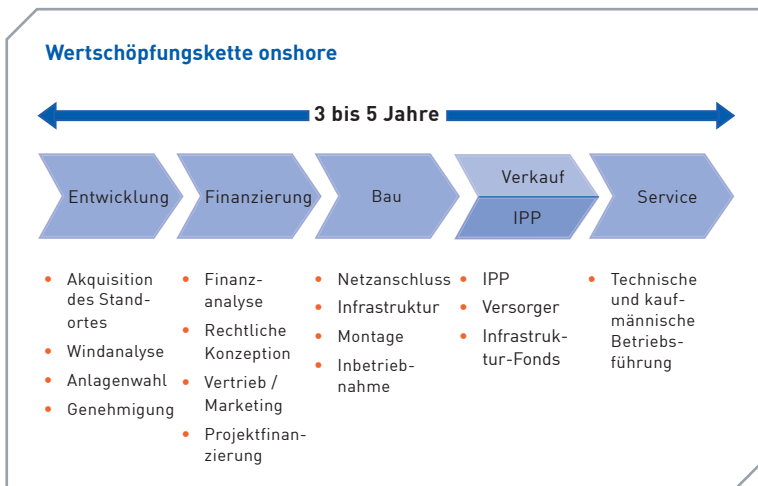 Wertschöpfungskette onshore
3 bis 5 Jahre
Entwicklung
Finanzierung
Bau
Verkauf
IPP
Service
• Akquisition
des Stand-
ortes
• Windanalyse
• Anlagenwahl
• Genehmigung
• Finanz-
analyse
• Rechtliche
Konzeption
• Vertrieb /
Marketing
• Projektfinan-
zierung
• Netzanschluss
• Infrastruktur
• Montage
• Inbetrieb-
nahme
• IPP
• Versorger
• Infrastruk-
tur-Fonds
• Technische
und kauf-
männische
Betriebs-
führung